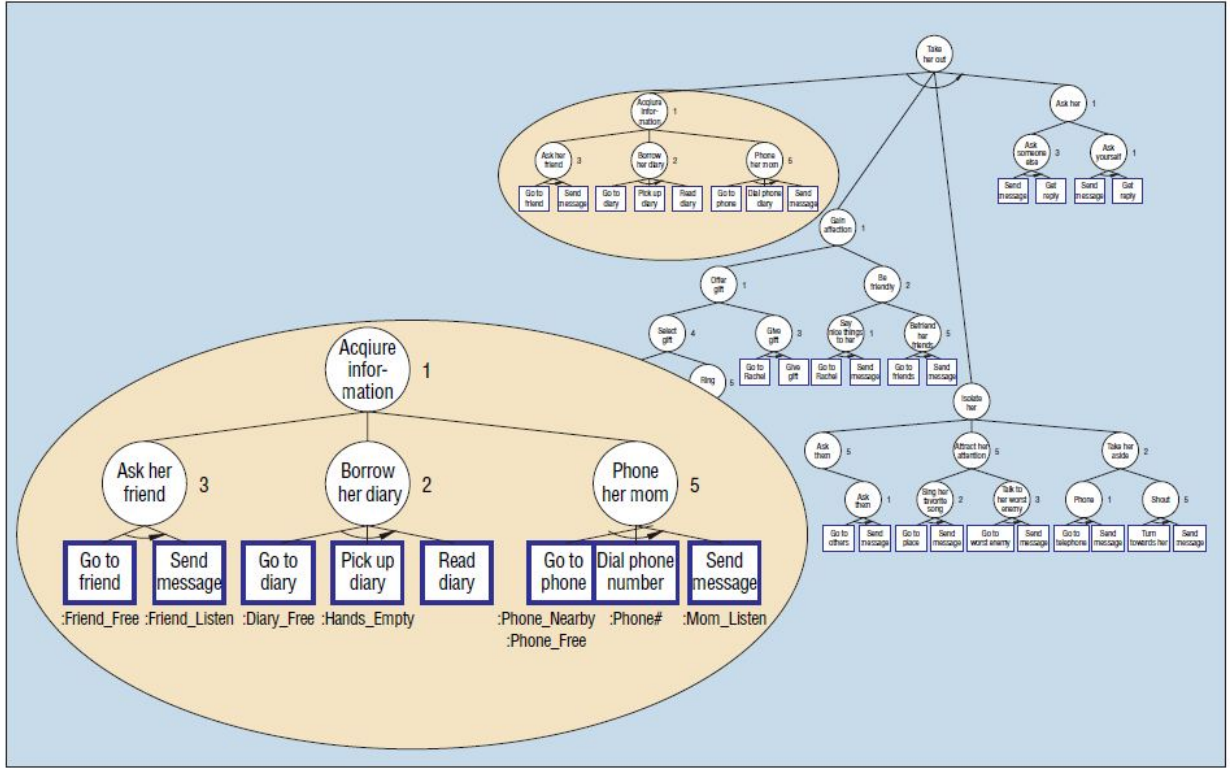 Take
her out
Acqiure
infor-
mation
1
Ask her
friend
3
Borrow
her diary
2
Phone
her mom
5
Go to
friend
Send
message
Go to
diary
Pick up
diary
Read
diary
Go to
phone
Dial phone
diary
Send
message
Ask her
1
Ask
someone
else
3
Ask
yourself
1
Send
message
Get
reply
Send
message
Get
reply
Gain
affection
1
Offer
gift
1
Be
friendly
2
Select
gift
4
Give
gift
3
Say
nice things
to her
1
Befriend
her
friends
5
Ring
5
Go to
Rachel
Give
gift
Go to
Rachel
Send
message
Go to
friends
Send
message
Isolate
her
Ask
them
5
Attract her
attention
5
Take her
aside
2
Ask
them
1
Sing her
favorite
song
2
Talk to
her worst
enemy
3
Phone
1
Shout
5
Go to
others
Send
message
Go to
place
Send
message
Go to
worst enemy
Send
message
Go to
telephone
Send
message
Turn
towards her
Send
message
Acqiure
infor-
mation
1
Ask her
friend
3
Borrow
her diary
2
Phone
her mom
5
Go to
friend
Send
message
Go to
diary
Pick up
diary
Read
diary
Go to
phone
Dial phone
number
Send
message
:Friend_Free
:Friend_Listen
:Diary_Free
:Hands_Empty
:Phone_Nearby
:Phone_Free
:Phone#
:Mom_Listen